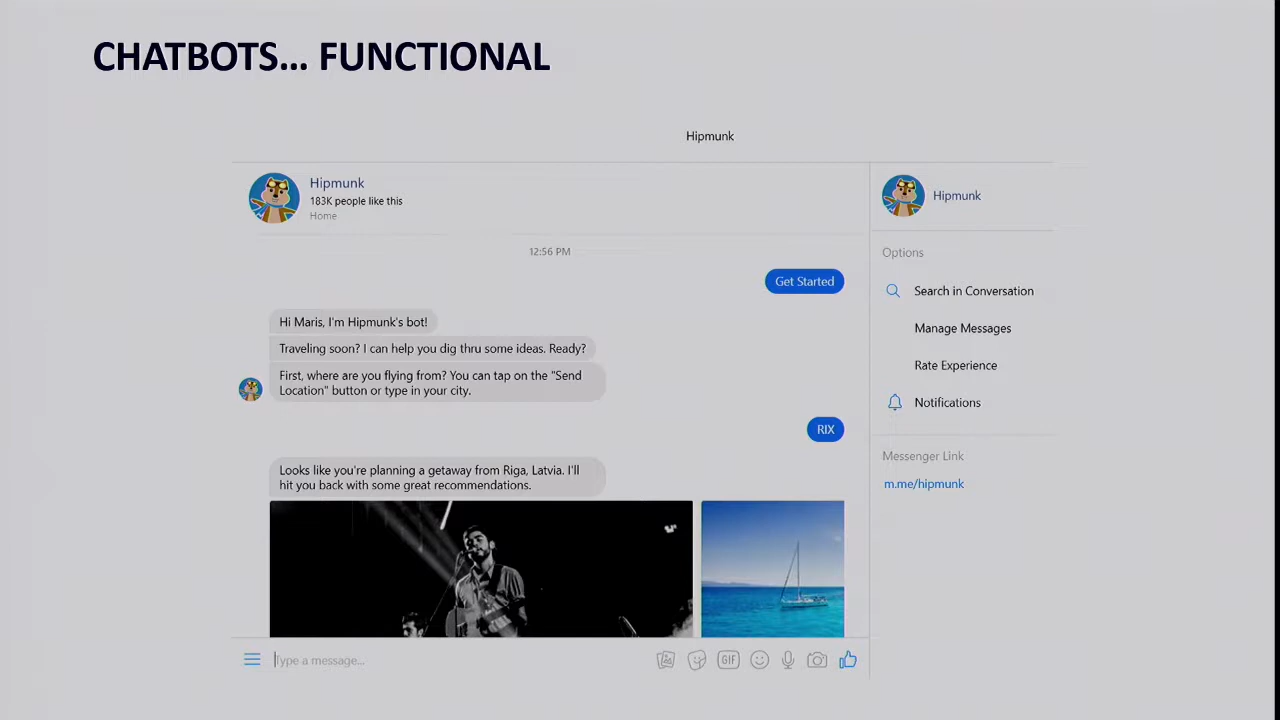 CHATBOTS... FUNCTIONAL
Hipmunk
Hipmunk
183K people like this
Home
12:56 PM
Get Started
Hi Maris, I'm Hipmunk's bot!
Traveling soon? I can help you dig thru some ideas. Ready?
First, where are you flying from? You can tap on the "Send
Location" button or type in your city.
RIX
Looks like you're planning a getaway from Riga, Latvia. I'll
hit you back with some great recommendations.
Type a message...
GIF
Hipmunk
Options
Search in Conversation
Manage Messages
Rate Experience
Notifications
Messenger Link
m.me/hipmunk